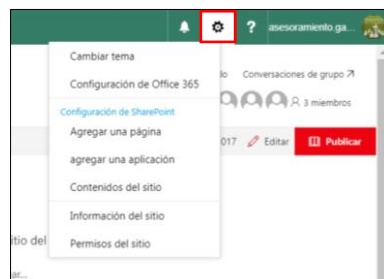 ? asesoramiento.ga...
Cambiar tema
Configuración de Office 365
Conversaciones de grupo
Configuración de SharePoint
3 miembros
Agregar una página
017 Editar Publicar
agregar una aplicación
Contenidos del sitio
Información del sitio
itio del
Permisos del sitio
ar...